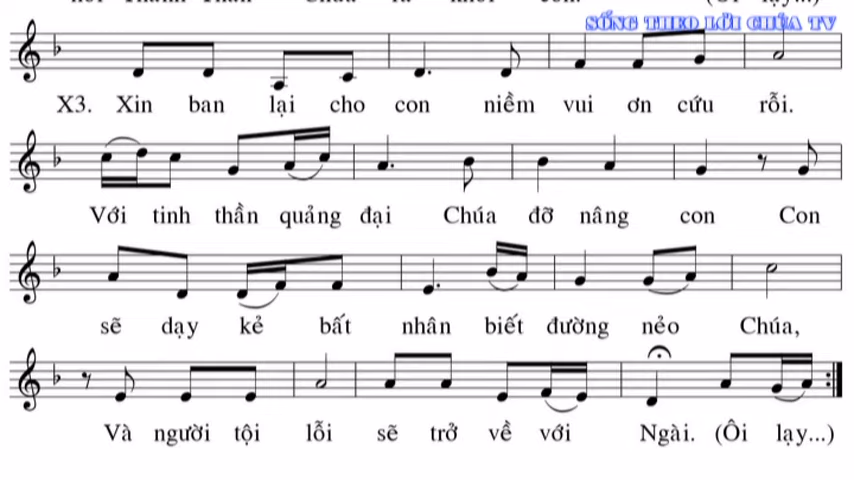 SỐNG THEO LỜI CHÚA TV
X3. Xin ban lại cho con niềm vui ơn cứu rỗi.
Với tinh thần quảng đại Chúa đỡ nâng con Con
sẽ dạy kẻ bất nhân biết đường nẻo Chúa,
Và người tội lỗi sẽ trở về với Ngài. (Ôi lạy...)